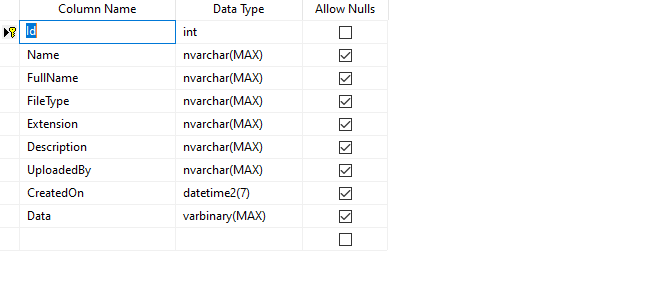 Column Name Data Type Allow Nulls
Id int
Name nvarchar(MAX)
FullName nvarchar(MAX)
FileType nvarchar(MAX)
Extension nvarchar(MAX)
Description nvarchar(MAX)
UploadedBy nvarchar(MAX)
CreatedOn datetime2(7)
Data varbinary(MAX)